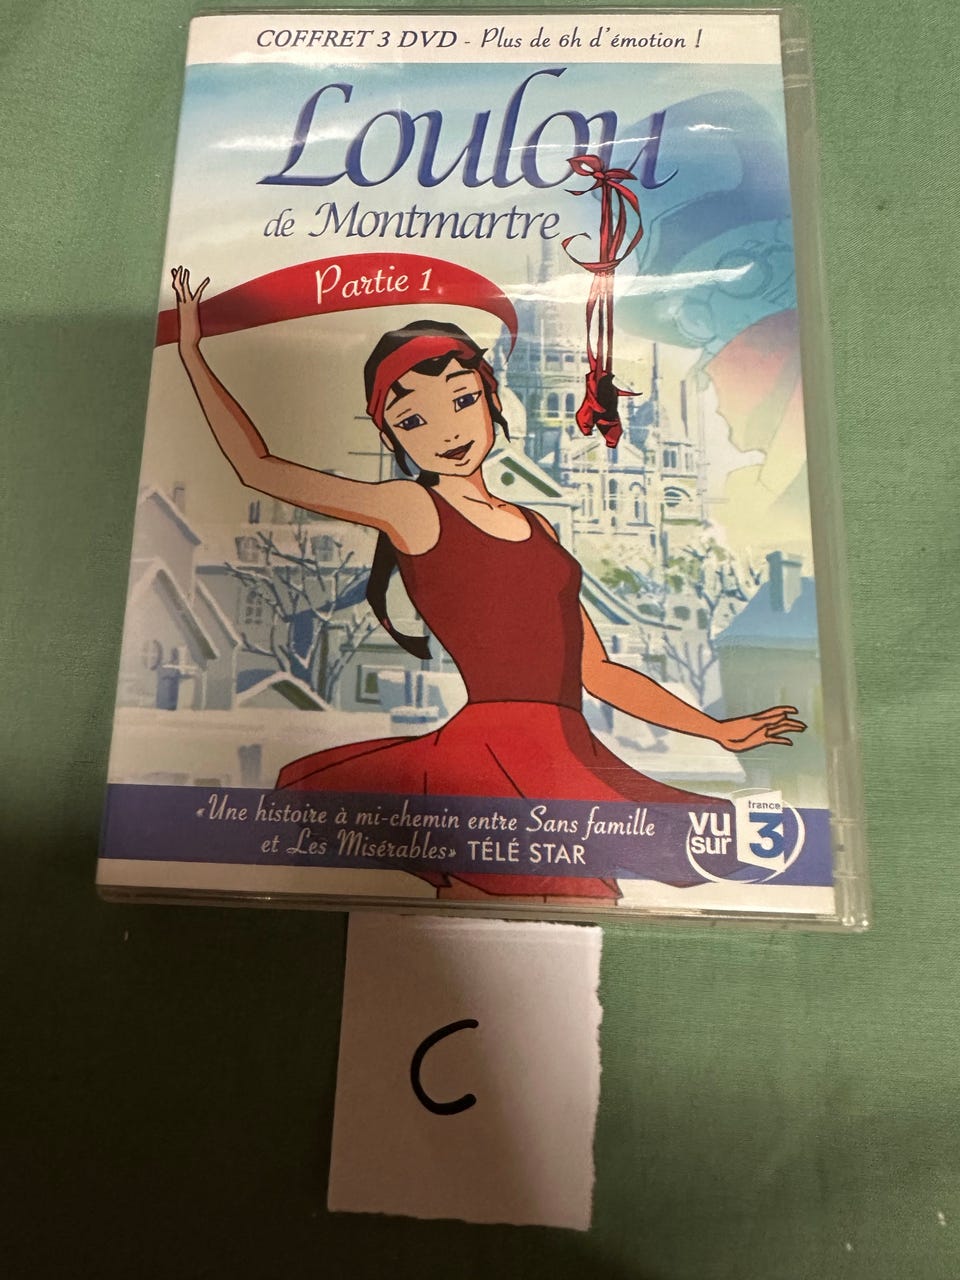 COFFRET 3 DVD - Plus de 6h d'émotion !
Loulou
de Montmartre
Partie 1
«Une histoire à mi-chemin entre Sans famille
et Les Misérables» TÉLÉ STAR
vu
sur
france
3
C